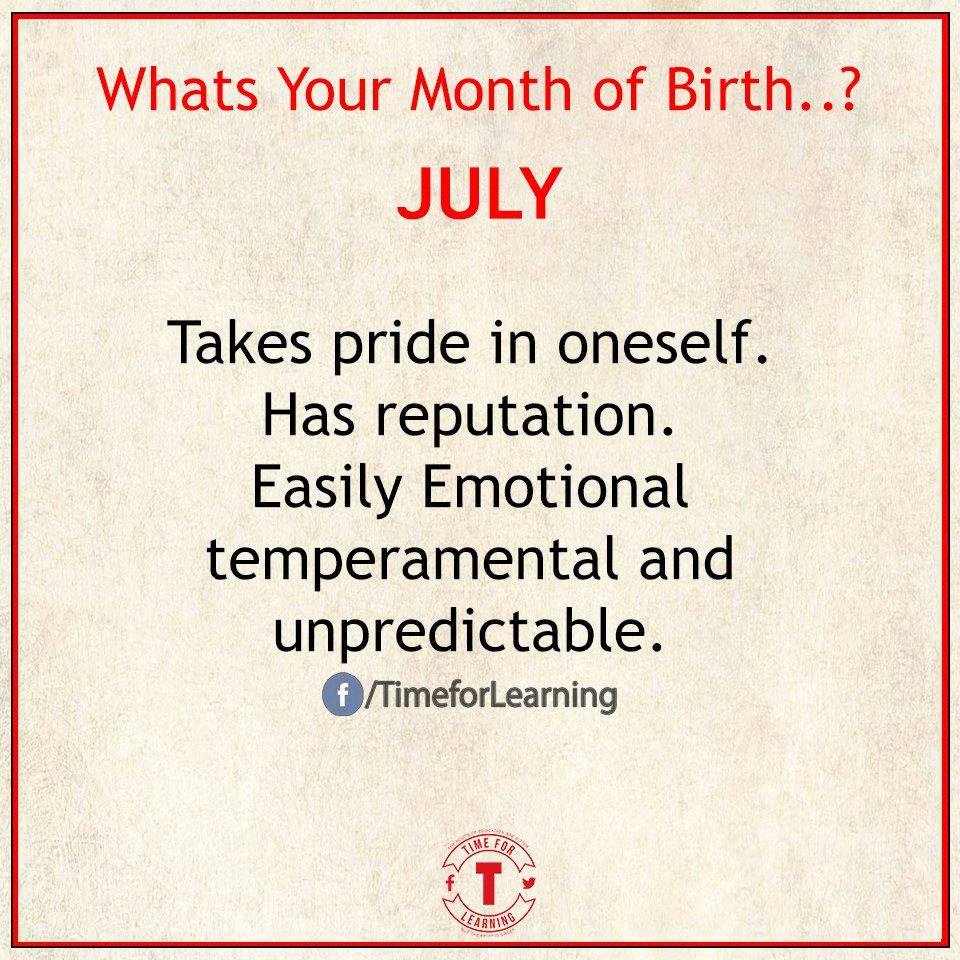 Whats Your Month of Birth..?
JULY
Takes pride in oneself.
Has reputation.
Easily Emotional
temperamental and
unpredictable.
f/TimeforLearning
TIME FOR
f T
LEARNING